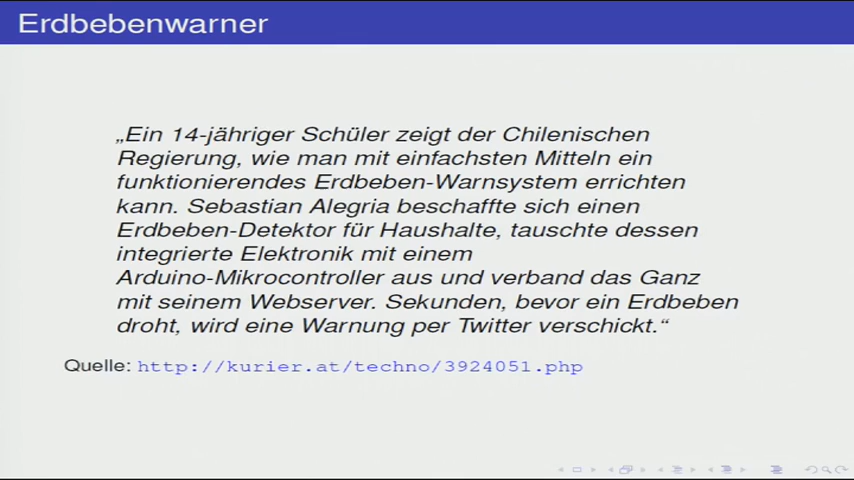 Erdbebenwarner
„Ein 14-jähriger Schüler zeigt der Chilenischen
Regierung, wie man mit einfachsten Mitteln ein
funktionierendes Erdbeben-Warnsystem errichten
kann. Sebastian Alegria beschaffte sich einen
Erdbeben-Detektor für Haushalte, tauschte dessen
integrierte Elektronik mit einem
Arduino-Mikrocontroller aus und verband das Ganz
mit seinem Webserver. Sekunden, bevor ein Erdbeben
droht, wird eine Warnung per Twitter verschickt.“
Quelle: http://kurier.at/techno/3924051.php